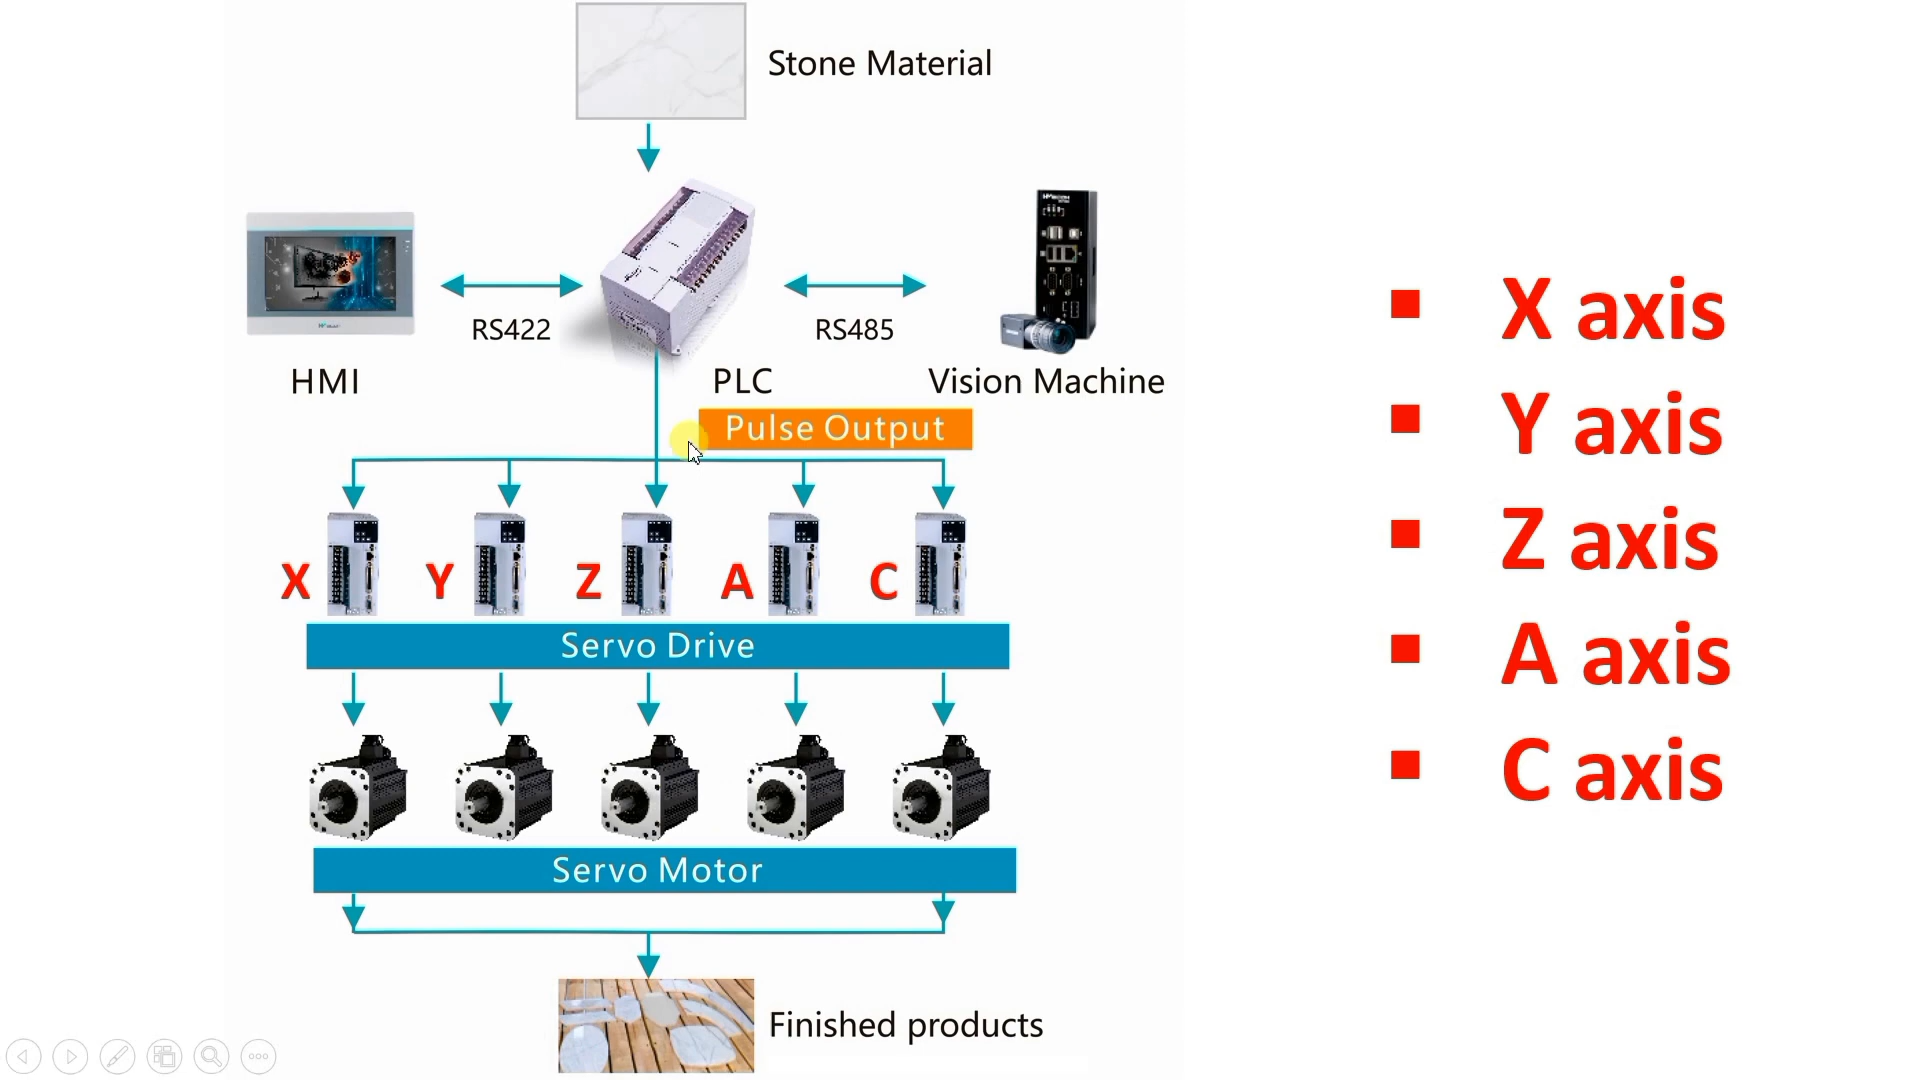 Stone Material
RS422
RS485
HMI
PLC
Vision Machine
Pulse Output
X
Y
Z
A
C
Servo Drive
Servo Motor
Finished products
▪ X axis
▪ Y axis
▪ Z axis
▪ A axis
▪ C axis